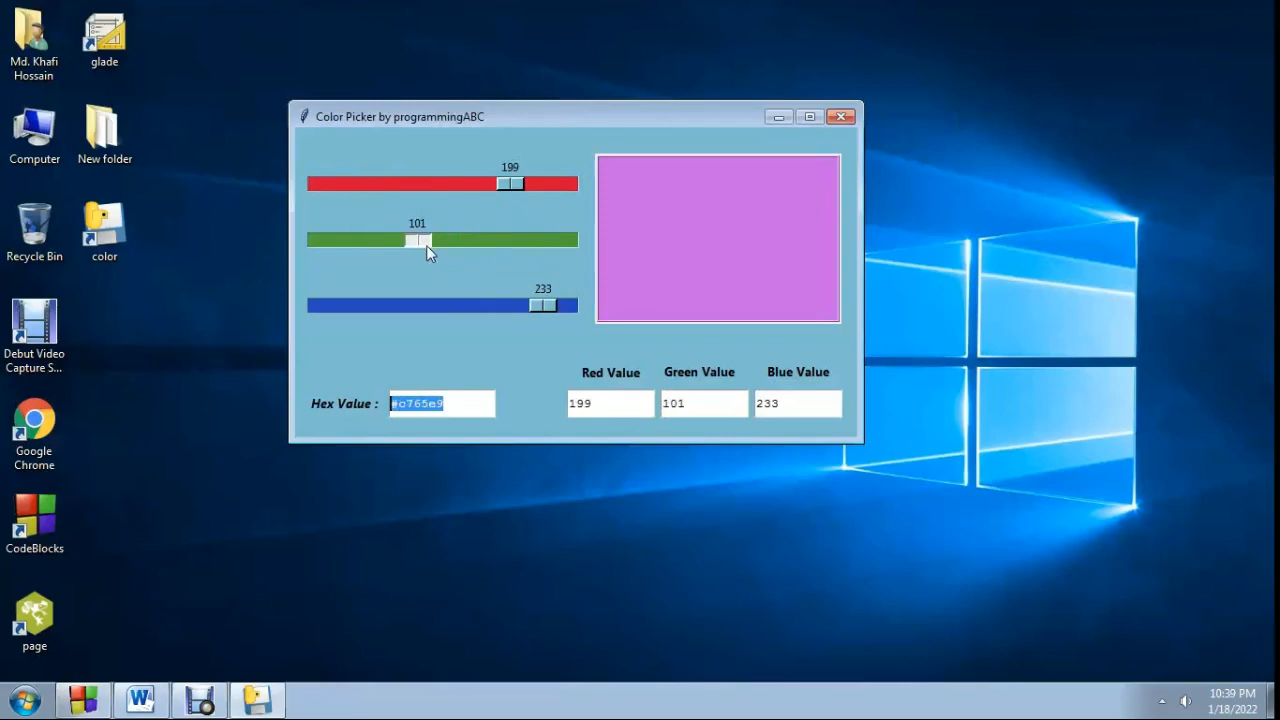 Md. Khafi
Hossain
glade
Computer
New folder
Recycle Bin
color
Debut Video
Capture S...
Google
Chrome
CodeBlocks
page
Color Picker by programmingABC
199
101
233
Red Value
Green Value
Blue Value
Hex Value :
#c765e9
199
101
233
10:39 PM
1/18/2022